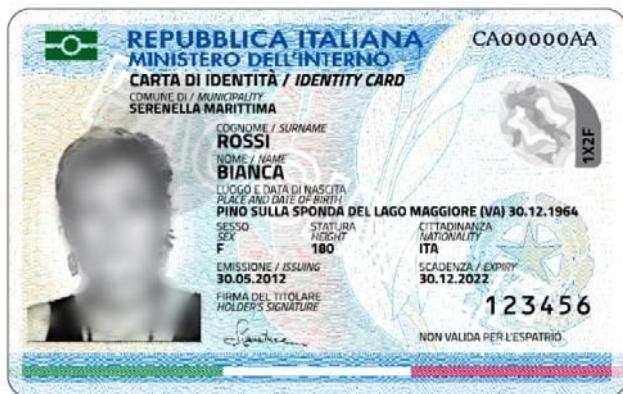 REPUBBLICA ITALIANA
CA00000AA
MINISTERO DELL'INTERNO
CARTA DI IDENTITÀ / IDENTITY CARD
COMUNE DI / MUNICIPALITY
SERENELLA MARITTIMA
COGNOME / SURNAME
ROSSI
NOME / NAME
BIANCA
LUOGO E DATA DI NASCITA
PLACE AND DATE OF BIRTH
PINO SULLA SPONDA DEL LAGO MAGGIORE (VA) 30.12.1964
SESSO STATURA CITTADINANZA
SEX HEIGHT NATIONALITY
F 180 ITA
EMISSIONE / ISSUING SCADENZA / EXPIRY
30.05.2012 30.12.2022
FIRMA DEL TITOLARE
HOLDER'S SIGNATURE
123456
Signature
NON VALIDA PER L'ESPATRIO
1X2F